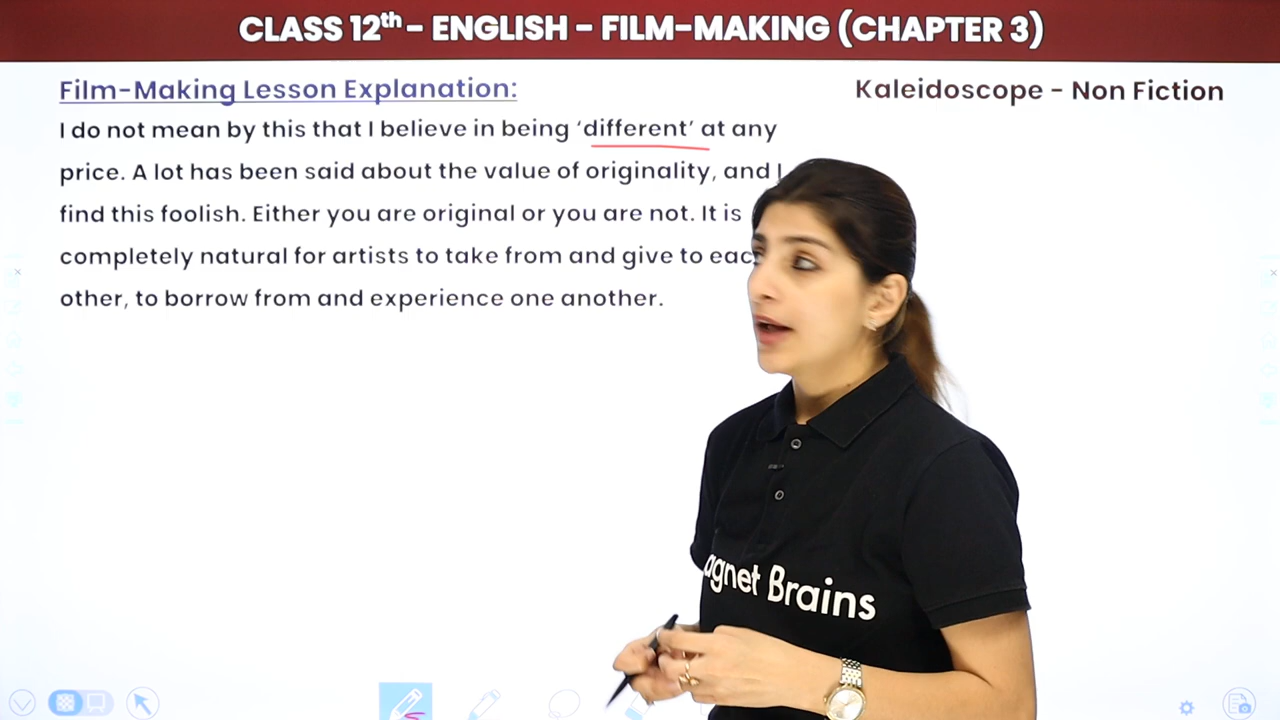 CLASS 12th - ENGLISH - FILM-MAKING (CHAPTER 3)
Film-Making Lesson Explanation:
Kaleidoscope - Non Fiction
I do not mean by this that I believe in being ‘different’ at any
price. A lot has been said about the value of originality, and I
find this foolish. Either you are original or you are not. It is
completely natural for artists to take from and give to eac
other, to borrow from and experience one another.
agnet Brains